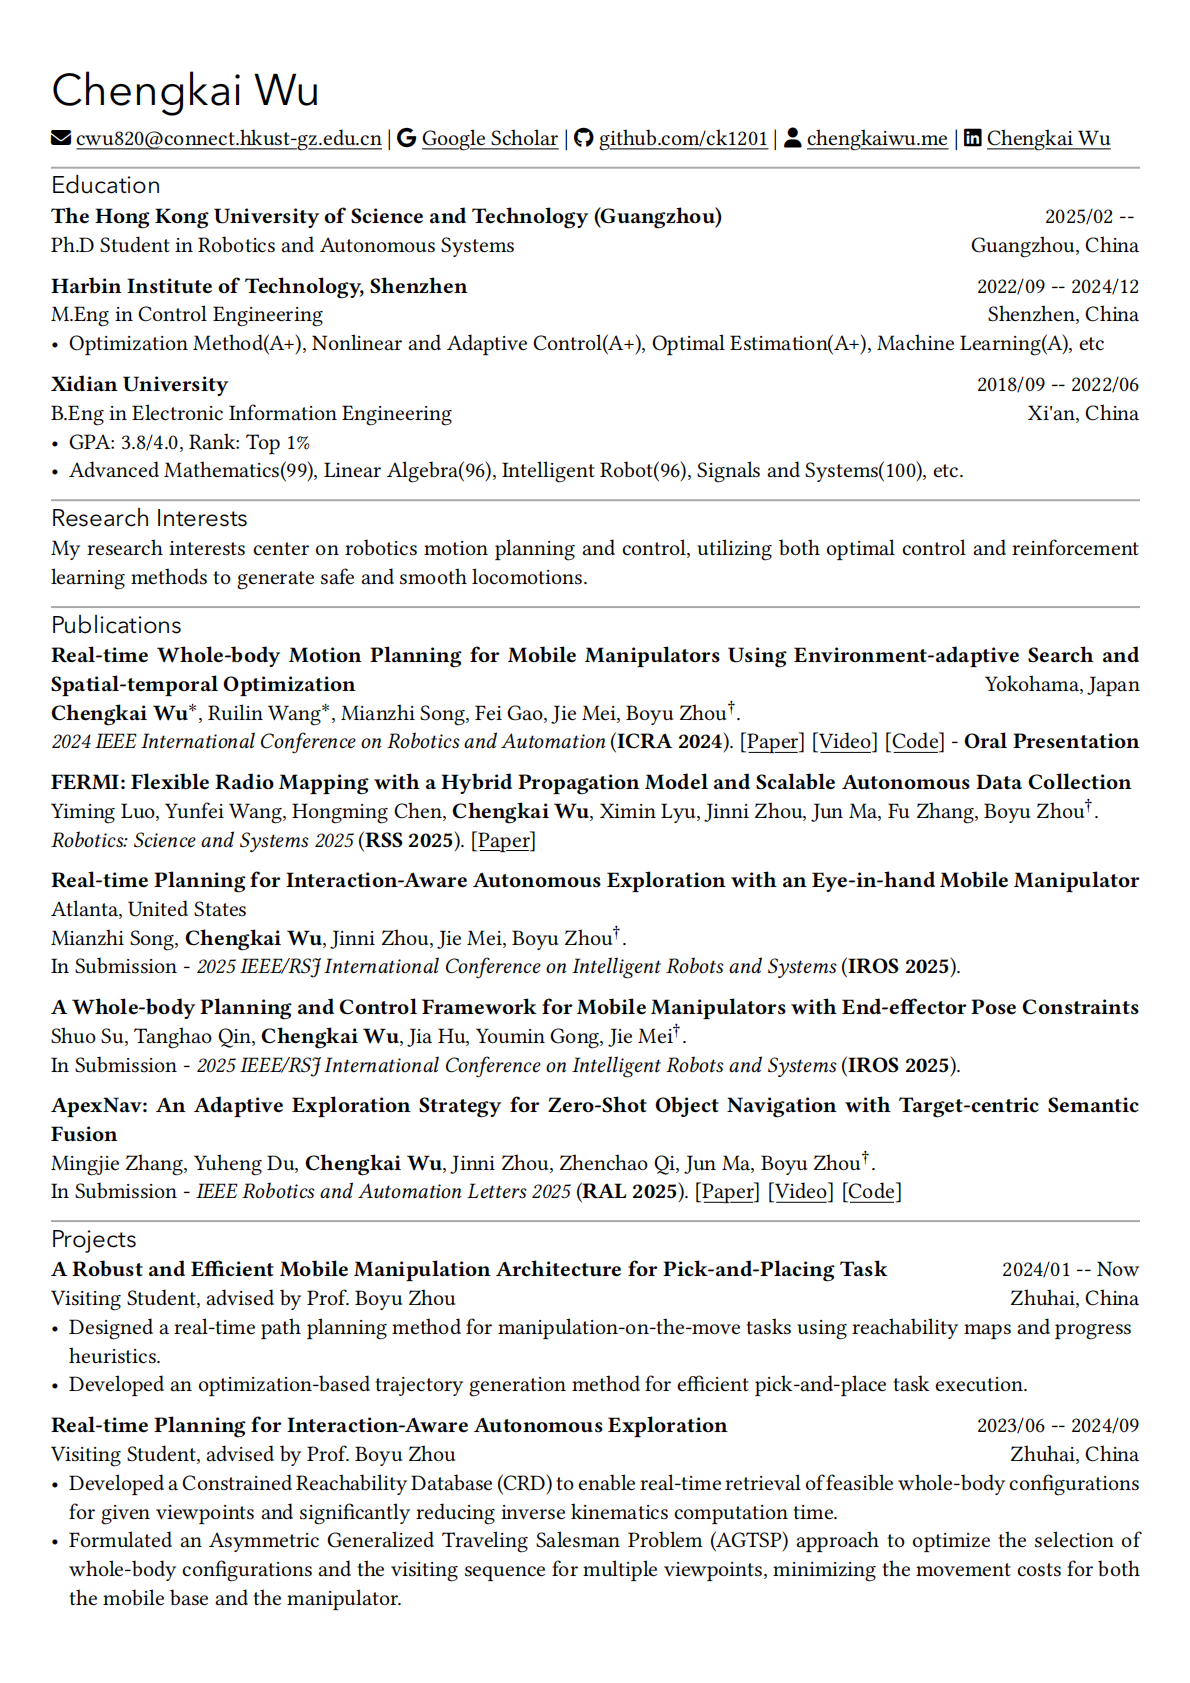 Chengkai Wu
cwu820@connect.hkust-gz.edu.cn | Google Scholar | github.com/ck1201 | chengkaiwu.me | Chengkai Wu
Education
The Hong Kong University of Science and Technology (Guangzhou) 2025/02 --
Ph.D Student in Robotics and Autonomous Systems Guangzhou, China
Harbin Institute of Technology, Shenzhen 2022/09 -- 2024/12
M.Eng in Control Engineering Shenzhen, China
• Optimization Method(A+), Nonlinear and Adaptive Control(A+), Optimal Estimation(A+), Machine Learning(A), etc
Xidian University 2018/09 -- 2022/06
B.Eng in Electronic Information Engineering Xi'an, China
• GPA: 3.8/4.0, Rank: Top 1%
• Advanced Mathematics(99), Linear Algebra(96), Intelligent Robot(96), Signals and Systems(100), etc.
Research Interests
My research interests center on robotics motion planning and control, utilizing both optimal control and reinforcement
learning methods to generate safe and smooth locomotions.
Publications
Real-time Whole-body Motion Planning for Mobile Manipulators Using Environment-adaptive Search and
Spatial-temporal Optimization Yokohama, Japan
Chengkai Wu*, Ruilin Wang*, Mianzhi Song, Fei Gao, Jie Mei, Boyu Zhou†.
2024 IEEE International Conference on Robotics and Automation (ICRA 2024). [Paper] [Video] [Code] - Oral Presentation
FERMI: Flexible Radio Mapping with a Hybrid Propagation Model and Scalable Autonomous Data Collection
Yiming Luo, Yunfei Wang, Hongming Chen, Chengkai Wu, Ximin Lyu, Jinni Zhou, Jun Ma, Fu Zhang, Boyu Zhou†.
Robotics: Science and Systems 2025 (RSS 2025). [Paper]
Real-time Planning for Interaction-Aware Autonomous Exploration with an Eye-in-hand Mobile Manipulator
Atlanta, United States
Mianzhi Song, Chengkai Wu, Jinni Zhou, Jie Mei, Boyu Zhou†.
In Submission - 2025 IEEE/RSJ International Conference on Intelligent Robots and Systems (IROS 2025).
A Whole-body Planning and Control Framework for Mobile Manipulators with End-effector Pose Constraints
Shuo Su, Tanghao Qin, Chengkai Wu, Jia Hu, Youmin Gong, Jie Mei†.
In Submission - 2025 IEEE/RSJ International Conference on Intelligent Robots and Systems (IROS 2025).
ApexNav: An Adaptive Exploration Strategy for Zero-Shot Object Navigation with Target-centric Semantic
Fusion
Mingjie Zhang, Yuheng Du, Chengkai Wu, Jinni Zhou, Zhenchao Qi, Jun Ma, Boyu Zhou†.
In Submission - IEEE Robotics and Automation Letters 2025 (RAL 2025). [Paper] [Video] [Code]
Projects
A Robust and Efficient Mobile Manipulation Architecture for Pick-and-Placing Task 2024/01 -- Now
Visiting Student, advised by Prof. Boyu Zhou Zhuhai, China
• Designed a real-time path planning method for manipulation-on-the-move tasks using reachability maps and progress
heuristics.
• Developed an optimization-based trajectory generation method for efficient pick-and-place task execution.
Real-time Planning for Interaction-Aware Autonomous Exploration 2023/06 -- 2024/09
Visiting Student, advised by Prof. Boyu Zhou Zhuhai, China
• Developed a Constrained Reachability Database (CRD) to enable real-time retrieval of feasible whole-body configurations
for given viewpoints and significantly reducing inverse kinematics computation time.
• Formulated an Asymmetric Generalized Traveling Salesman Problem (AGTSP) approach to optimize the selection of
whole-body configurations and the visiting sequence for multiple viewpoints, minimizing the movement costs for both
the mobile base and the manipulator.